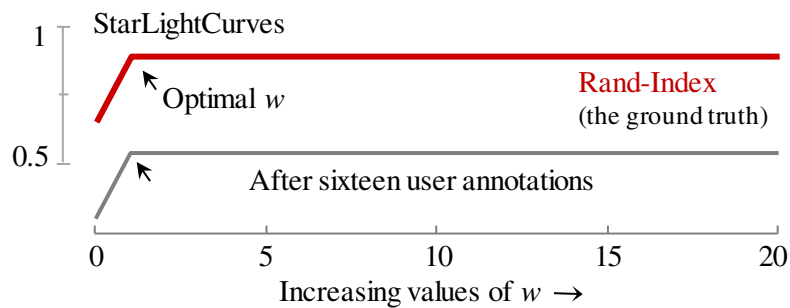 StarLightCurves
1
Optimal w
Rand-Index
(the ground truth)
0.5
After sixteen user annotations
0 5 10 15 20
Increasing values of w →